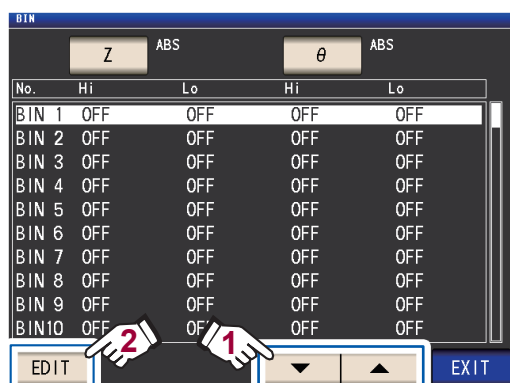 BIN
Z ABS θ ABS
No. Hi Lo Hi Lo
BIN 1 OFF OFF OFF OFF
BIN 2 OFF OFF OFF OFF
BIN 3 OFF OFF OFF OFF
BIN 4 OFF OFF OFF OFF
BIN 5 OFF OFF OFF OFF
BIN 6 OFF OFF OFF OFF
BIN 7 OFF OFF OFF OFF
BIN 8 OFF OFF OFF OFF
BIN 9 OFF OFF OFF OFF
BIN10 OFF OFF OFF OFF
2 1
EDIT ▼ ▲ EXIT